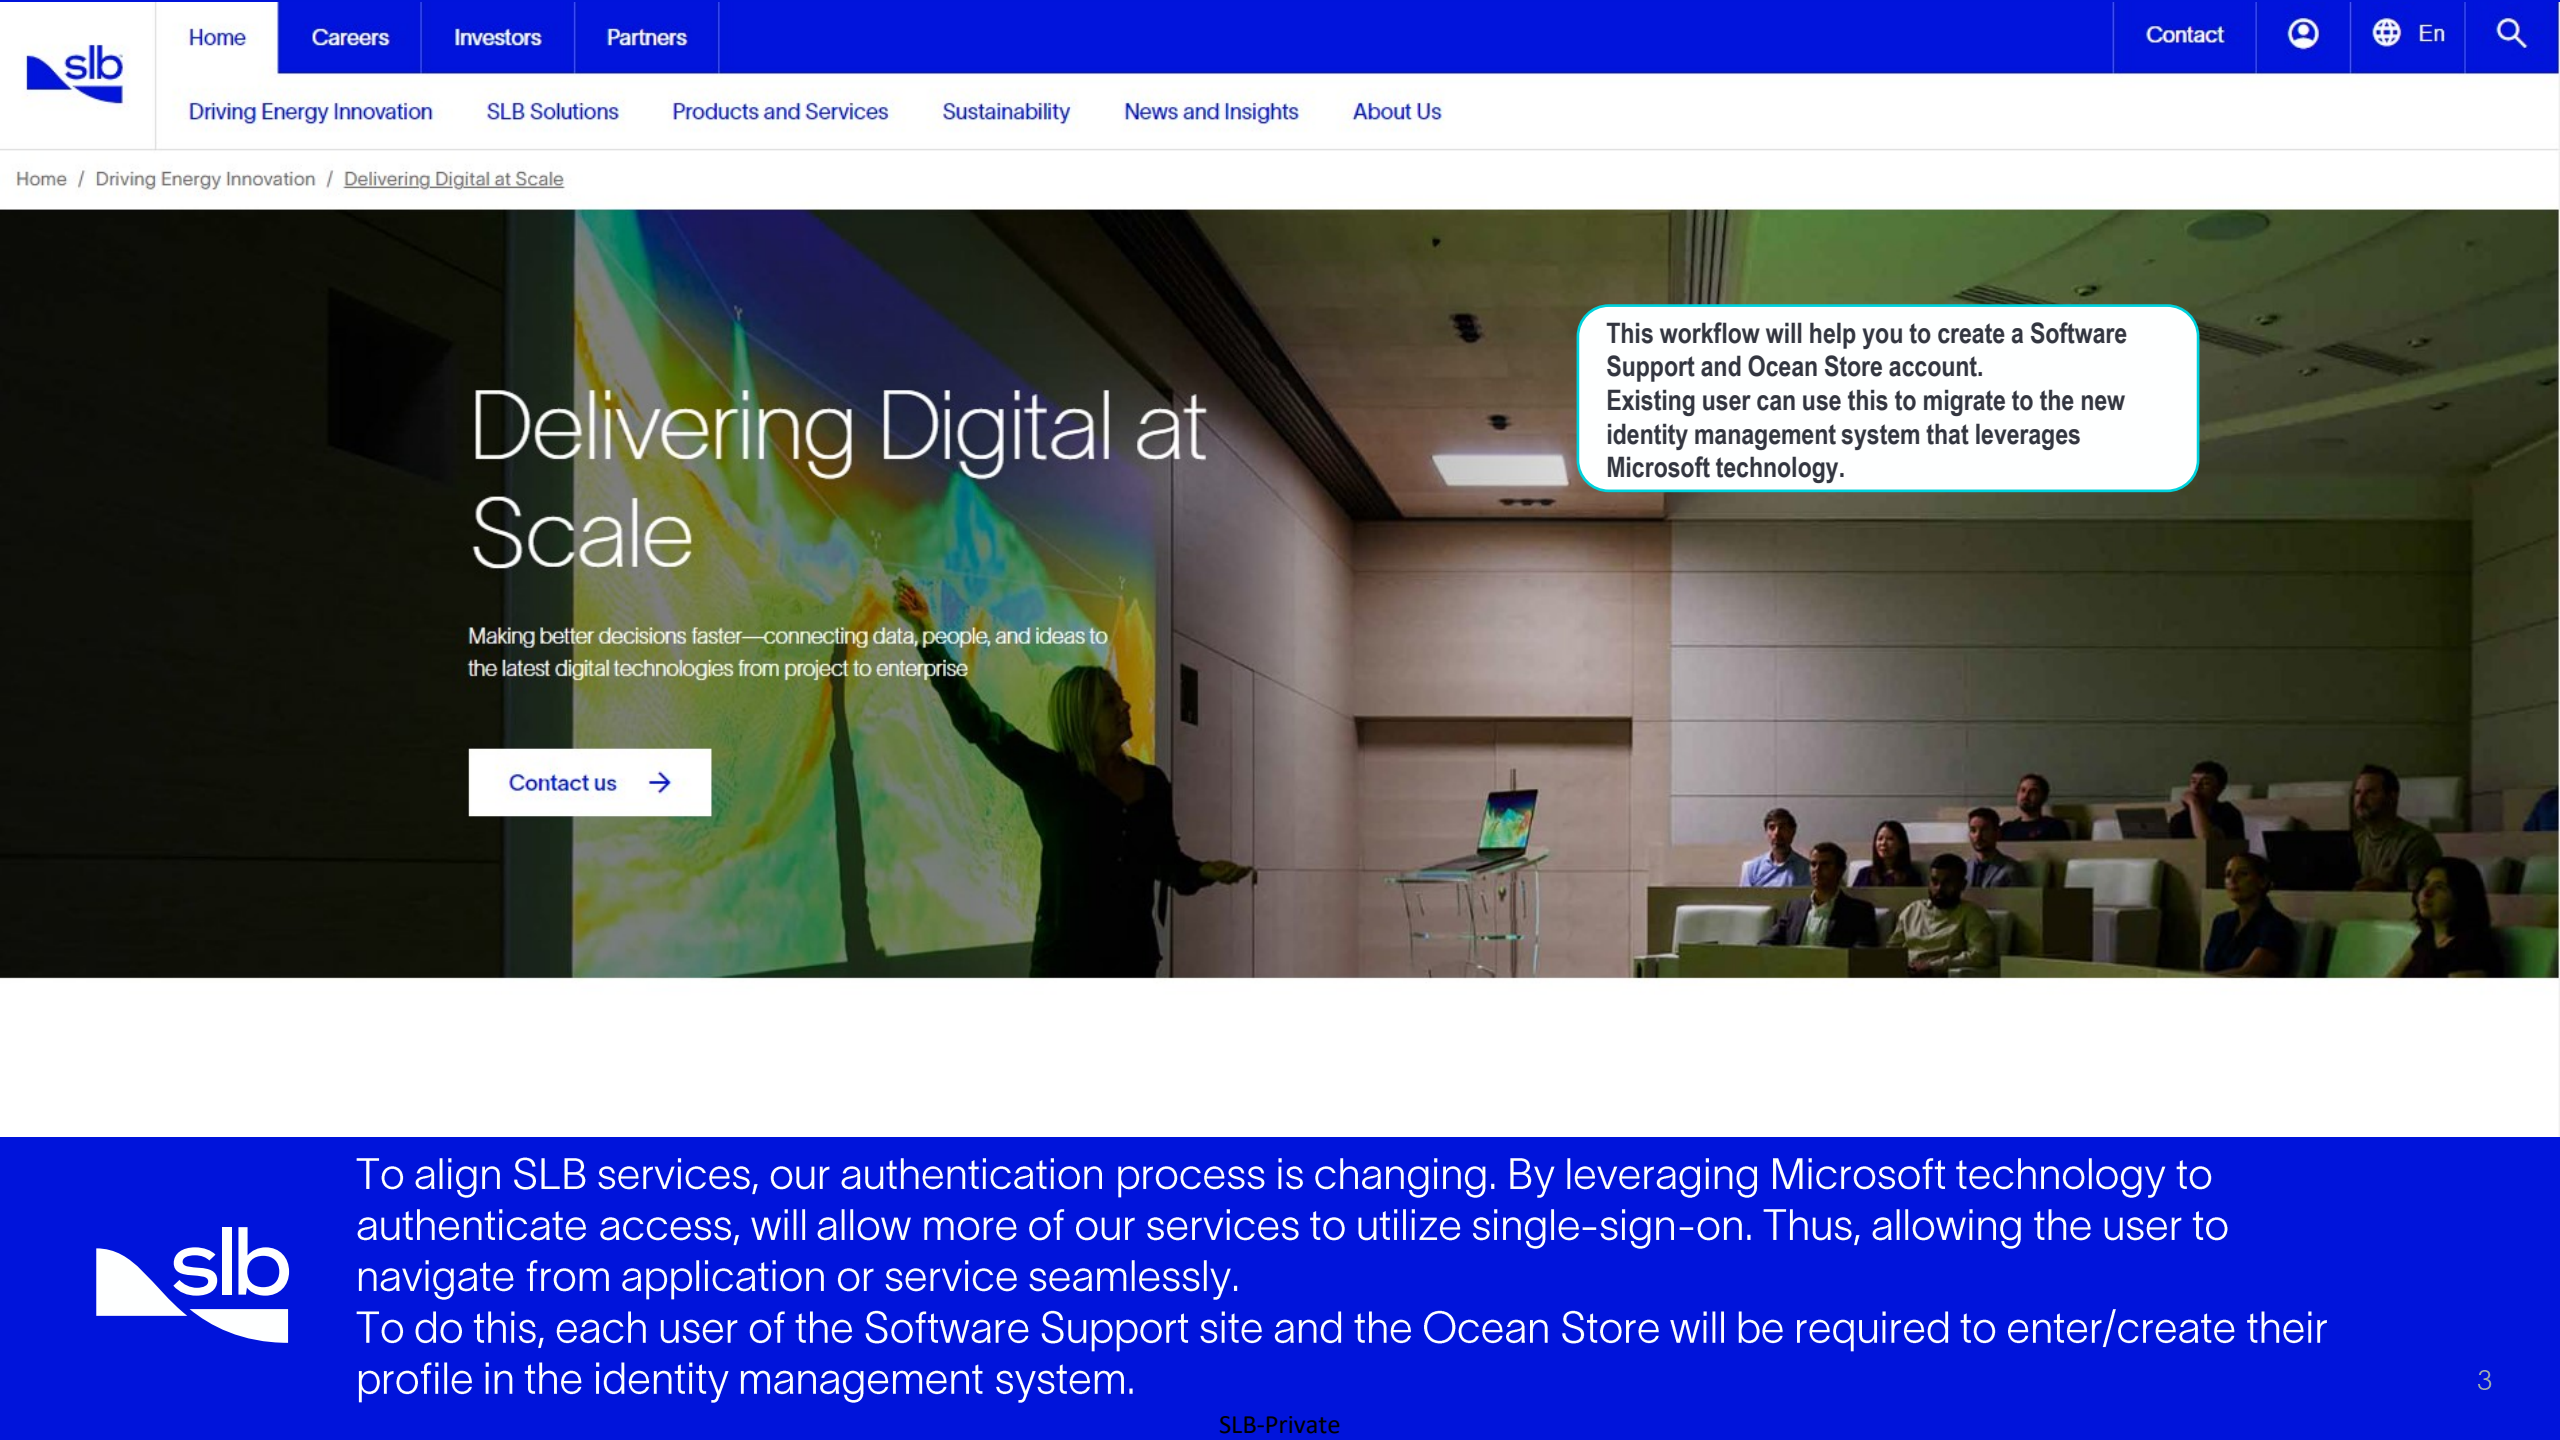 slb
Home
Careers
Investors
Partners
Contact
En
Driving Energy Innovation
SLB Solutions
Products and Services
Sustainability
News and Insights
About Us
Home / Driving Energy Innovation / Delivering Digital at Scale
Delivering Digital at
Scale
Making better decisions faster—connecting data, people, and ideas to
the latest digital technologies from project to enterprise
Contact us
This workflow will help you to create a Software
Support and Ocean Store account.
Existing user can use this to migrate to the new
identity management system that leverages
Microsoft technology.
slb
To align SLB services, our authentication process is changing. By leveraging Microsoft technology to
authenticate access, will allow more of our services to utilize single-sign-on. Thus, allowing the user to
navigate from application or service seamlessly.
To do this, each user of the Software Support site and the Ocean Store will be required to enter/create their
profile in the identity management system.
3
SLB-Private